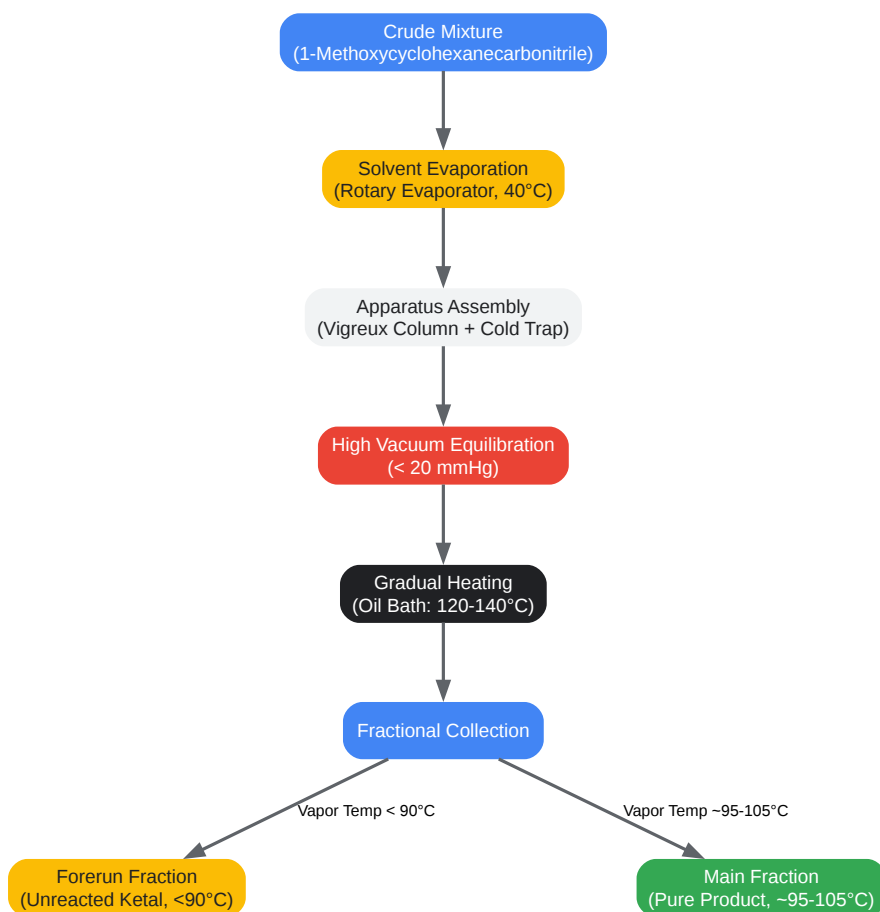 Crude Mixture
(1-Methoxycyclohexanecarbonitrile)
Solvent Evaporation
(Rotary Evaporator, 40°C)
Apparatus Assembly
(Vigreux Column + Cold Trap)
High Vacuum Equilibration
(< 20 mmHg)
Gradual Heating
(Oil Bath: 120-140°C)
Fractional Collection
Vapor Temp < 90°C
Vapor Temp ~95-105°C
Forerun Fraction
(Unreacted Ketal, <90°C)
Main Fraction
(Pure Product, ~95-105°C)